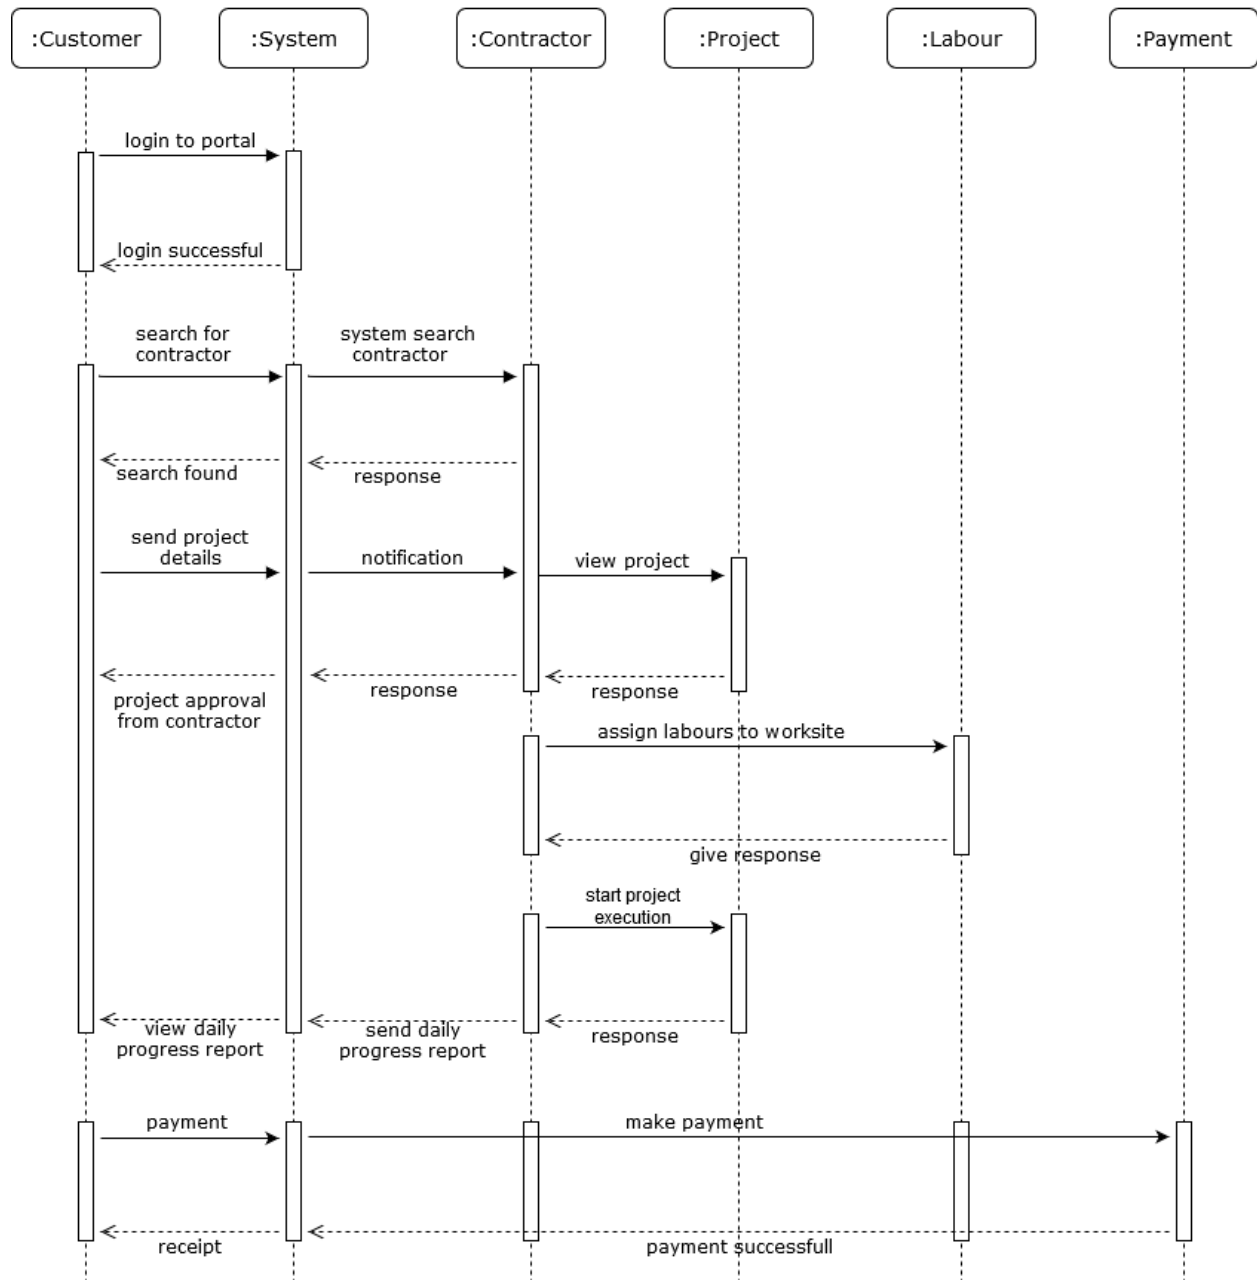 :Customer
:System
:Contractor
:Project
:Labour
:Payment
login to portal
login successful
search for
contractor
system search
contractor
search found
response
send project
details
notification
view project
project approval
from contractor
response
response
assign labours to worksite
give response
start project
execution
view daily
progress report
send daily
progress report
response
payment
make payment
receipt
payment successfull